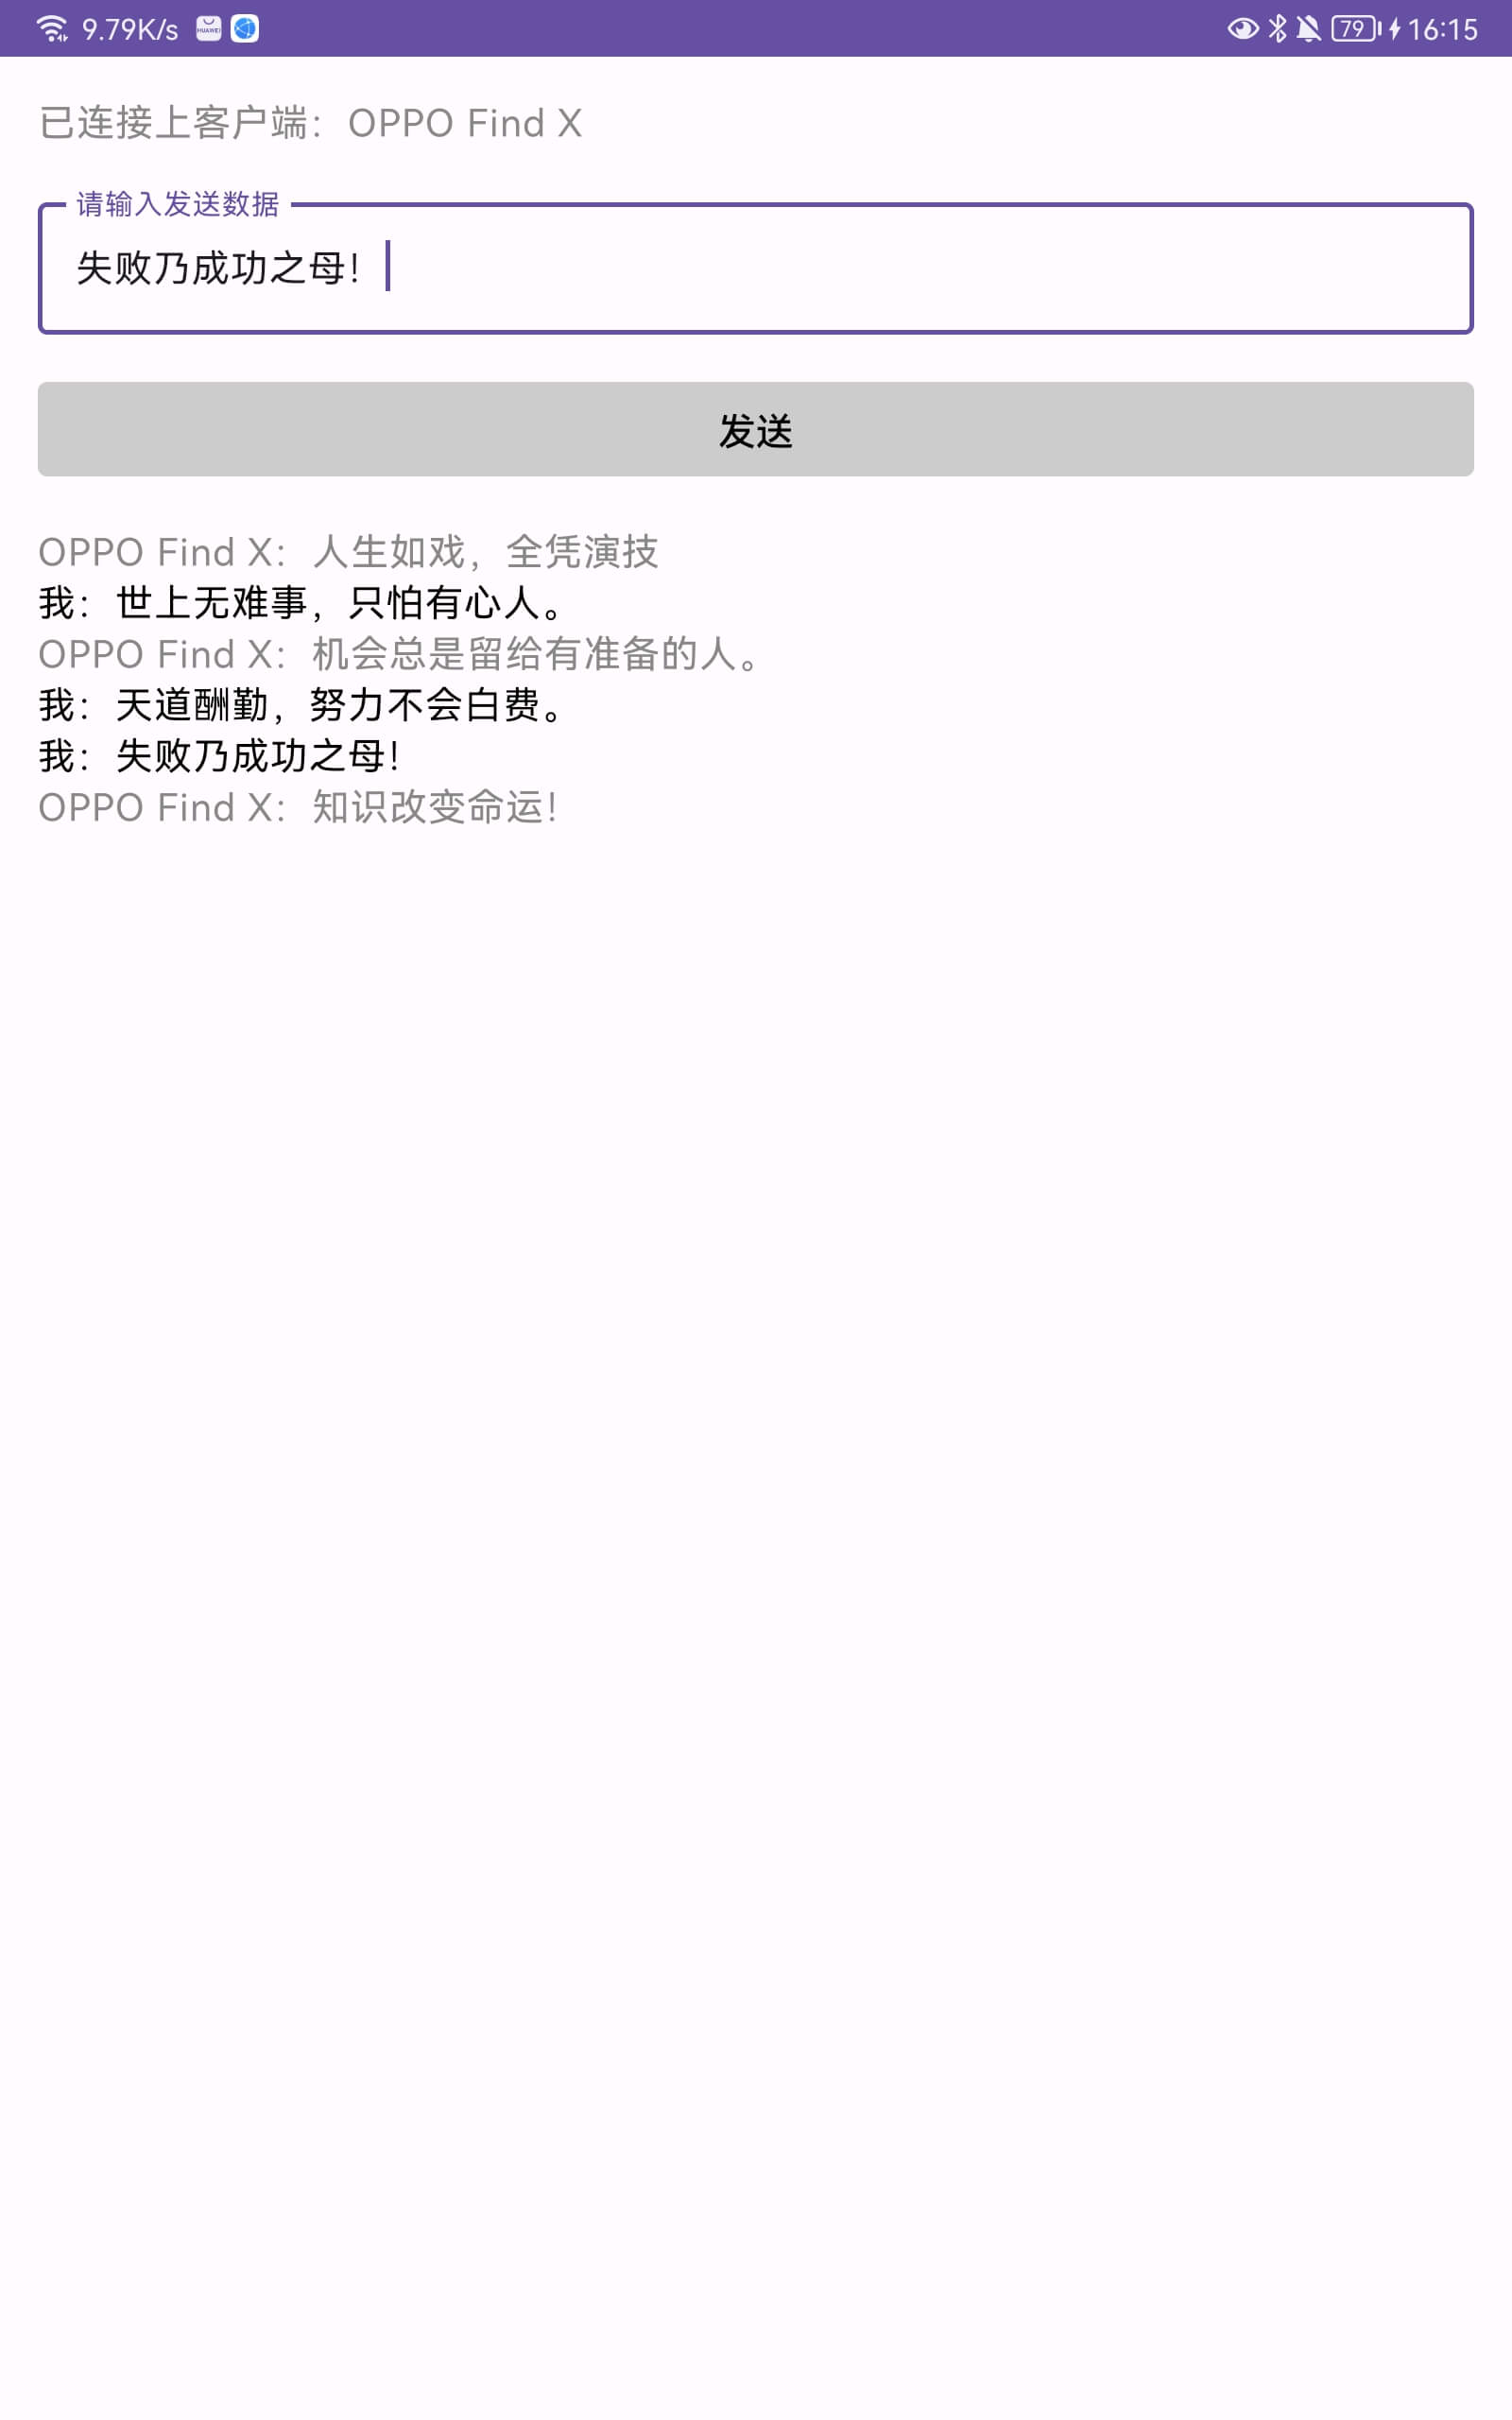 9.79K/s HUAWEI 79 16:15
已连接上客户端：OPPO Find X
请输入发送数据
失败乃成功之母！
发送
OPPO Find X：人生如戏，全凭演技
我：世上无难事，只怕有心人。
OPPO Find X：机会总是留给有准备的人。
我：天道酬勤，努力不会白费。
我：失败乃成功之母！
OPPO Find X：知识改变命运！